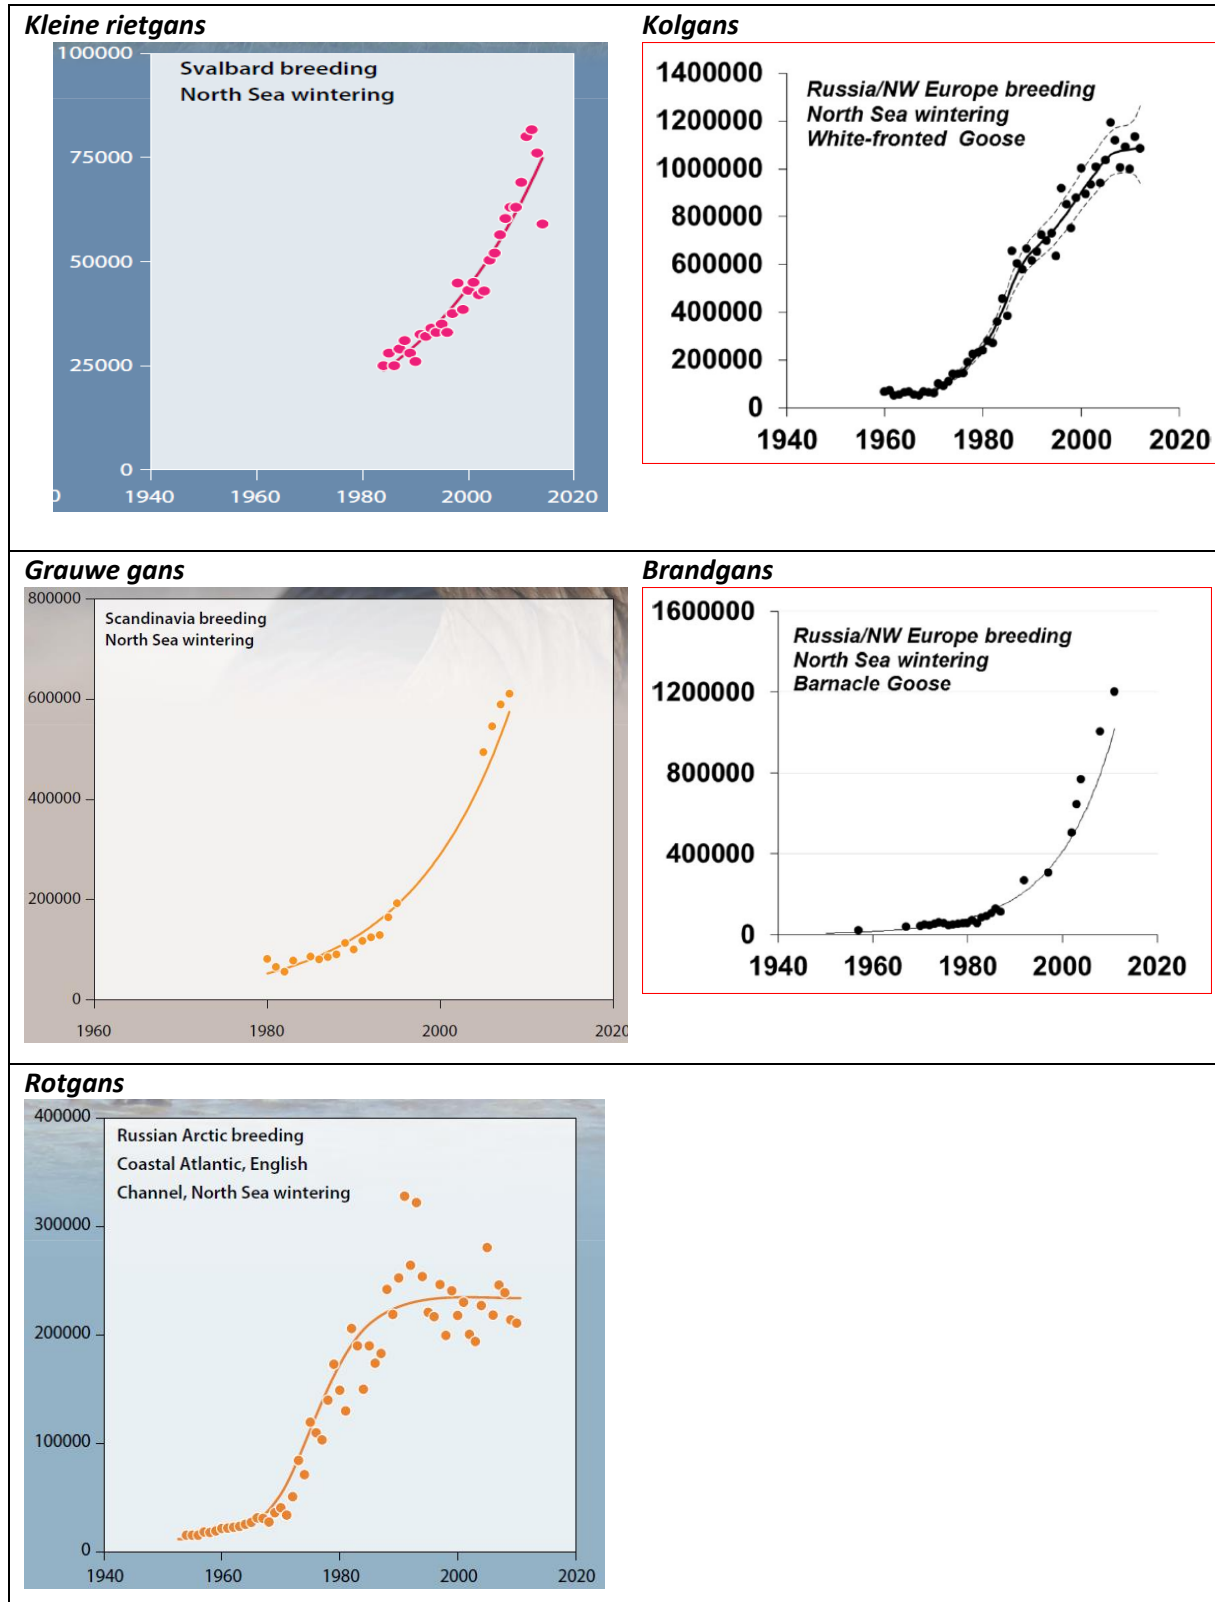 Kleine rietgans
100000
75000
50000
25000
0
Svalbard breeding
North Sea wintering
0
1940
1960
1980
2000
2020
Kolgans
1400000
1200000
1000000
800000
600000
400000
200000
0
Russia/NW Europe breeding
North Sea wintering
White-fronted Goose
1940
1960
1980
2000
2020
Grauwe gans
800000
600000
400000
200000
0
Scandinavia breeding
North Sea wintering
1960
1980
2000
2020
Brandgans
1600000
1200000
800000
400000
0
Russia/NW Europe breeding
North Sea wintering
Barnacle Goose
1940
1960
1980
2000
2020
Rotgans
400000
300000
200000
100000
0
Russian Arctic breeding
Coastal Atlantic, English
Channel, North Sea wintering
1940
1960
1980
2000
2020